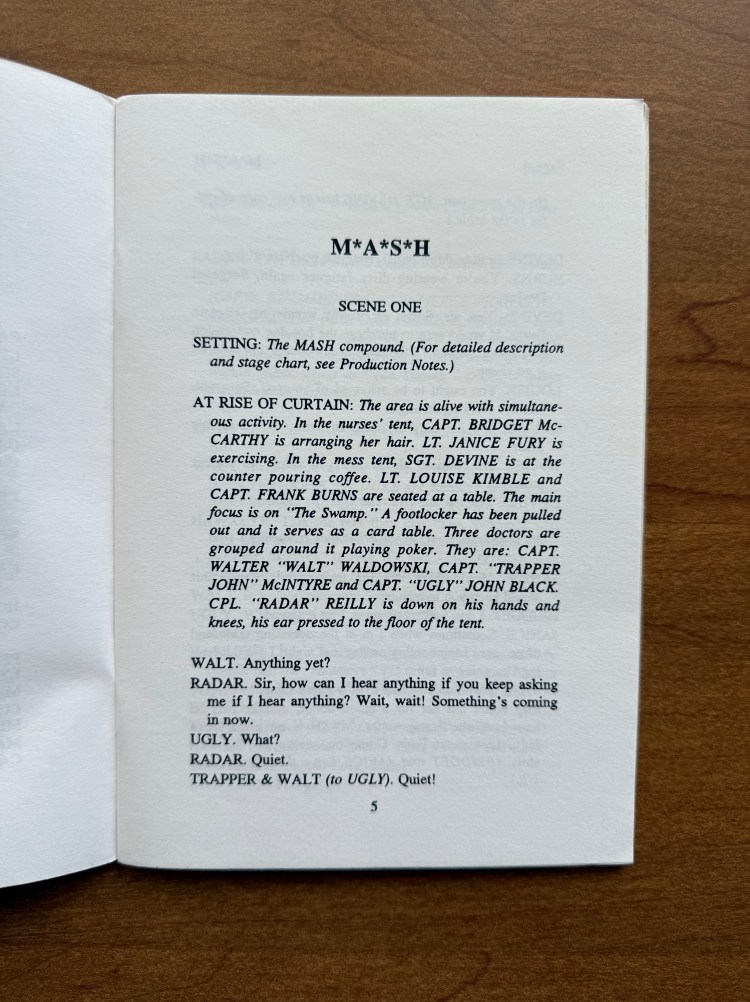 M*A*S*H
SCENE ONE
SETTING: The MASH compound. (For detailed description
and stage chart, see Production Notes.)
AT RISE OF CURTAIN: The area is alive with simultane-
ous activity. In the nurses' tent, CAPT. BRIDGET Mc-
CARTHY is arranging her hair. LT. JANICE FURY is
exercising. In the mess tent, SGT. DEVINE is at the
counter pouring coffee. LT. LOUISE KIMBLE and
CAPT. FRANK BURNS are seated at a table. The main
focus is on "The Swamp." A footlocker has been pulled
out and it serves as a card table. Three doctors are
grouped around it playing poker. They are: CAPT.
WALTER "WALT" WALDOWSKI, CAPT. "TRAPPER
JOHN" McINTYRE and CAPT. "UGLY" JOHN BLACK.
CPL. "RADAR" REILLY is down on his hands and
knees, his ear pressed to the floor of the tent.
WALT. Anything yet?
RADAR. Sir, how can I hear anything if you keep asking
me if I hear anything? Wait, wait! Something's coming
in now.
UGLY. What?
RADAR. Quiet.
TRAPPER & WALT (to UGLY). Quiet!
5